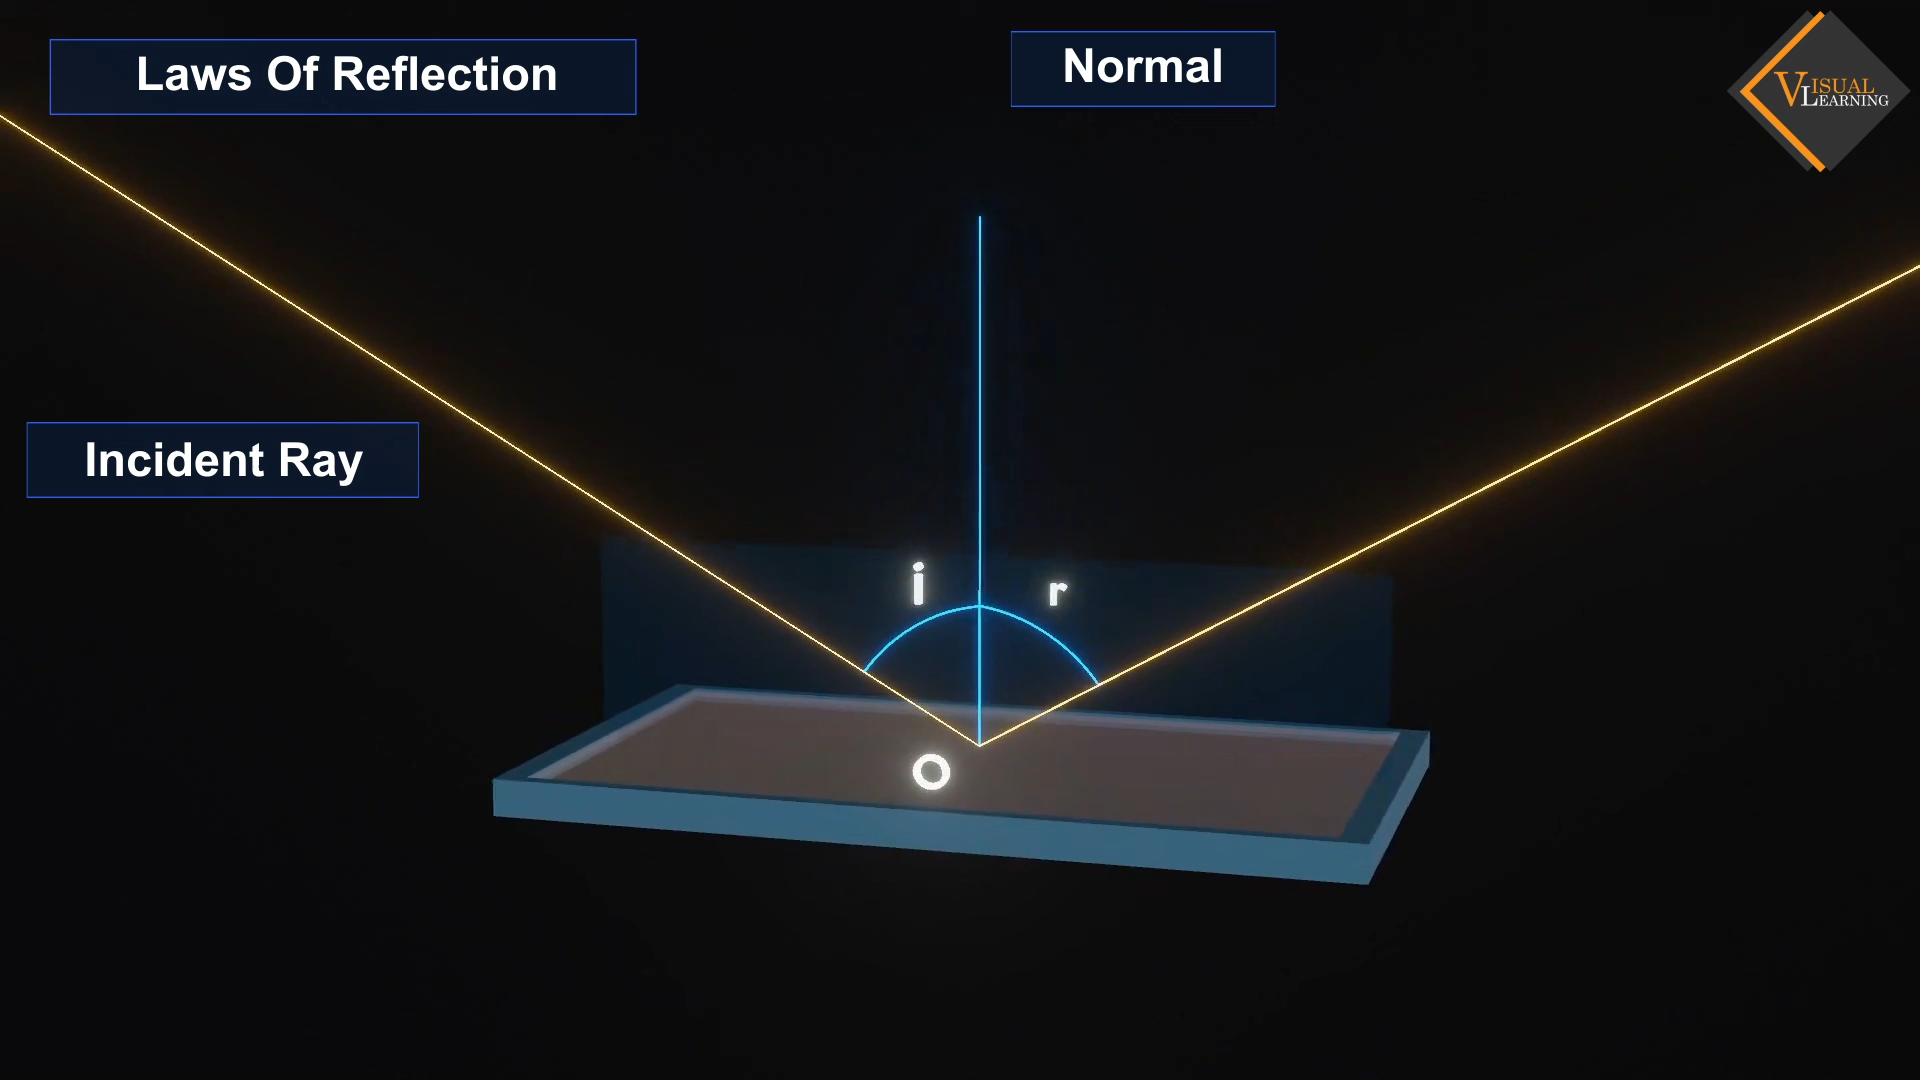 Laws Of Reflection
Normal
VISUAL
LEARNING
Incident Ray
i
r
O